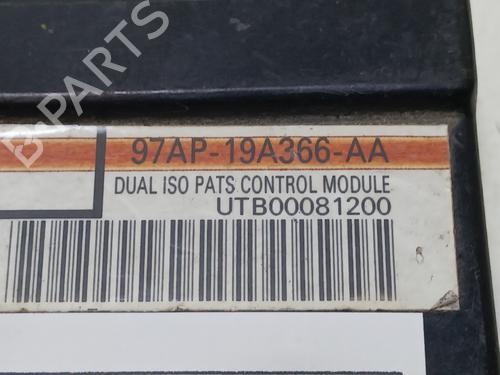 B-Parts
97AP-19A366-AA
DUAL ISO PATS CONTROL MODULE
UTB00081200